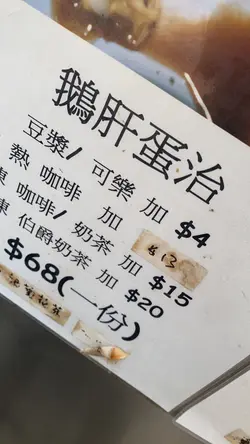 鵝肝蛋治
豆漿/可樂 加 $4
熱 咖啡 加 $13
凍 咖啡/奶茶 加 $15
凍 伯爵奶茶 加 $20
$68(一份)